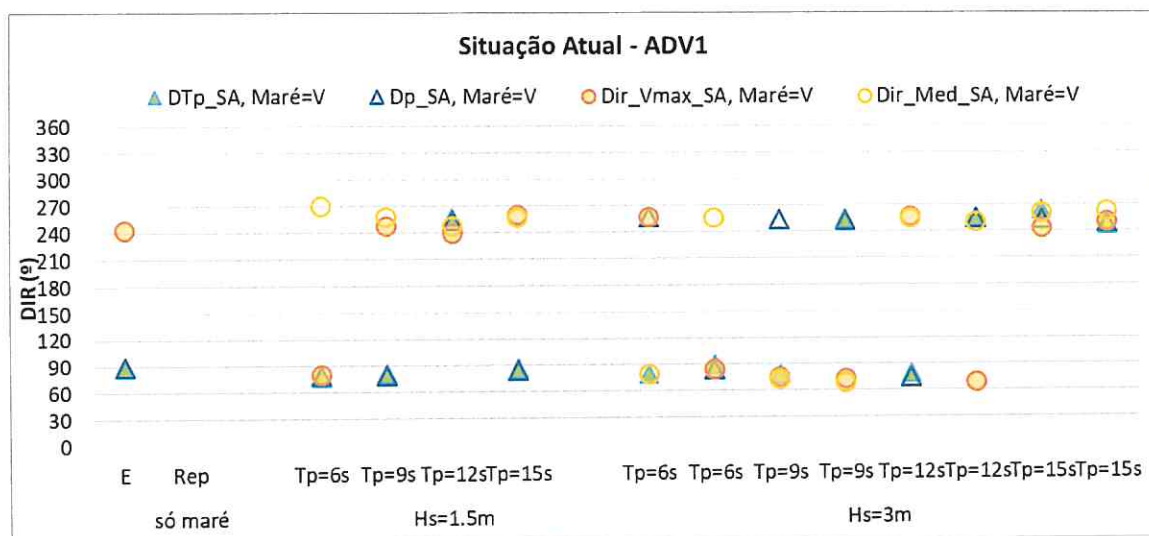 Situação Atual - ADV1
DTp_SA, Maré=V Dp_SA, Maré=V Dir_Vmax_SA, Maré=V Dir_Med_SA, Maré=V
DIR (º)
360
330
300
270
240
210
180
150
120
90
60
30
0
E Rep Tp=6s Tp=9s Tp=12s Tp=15s Tp=6s Tp=6s Tp=9s Tp=9s Tp=12s Tp=12s Tp=15s Tp=15s
só maré Hs=1.5m Hs=3m